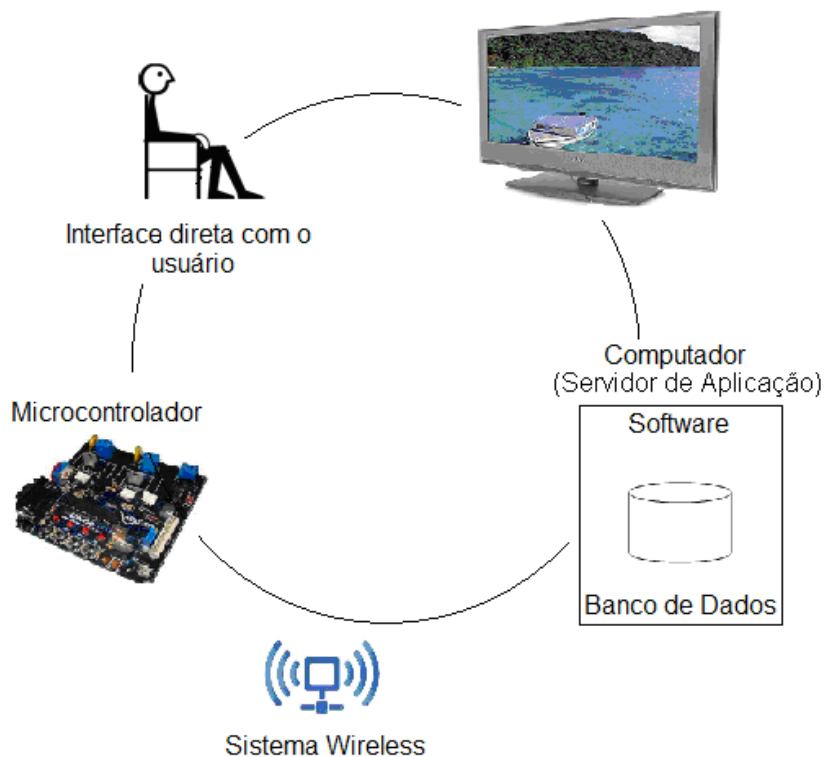 Interface direta com o
usuário
Computador
(Servidor de Aplicação)
Microcontrolador
Software
Banco de Dados
Sistema Wireless